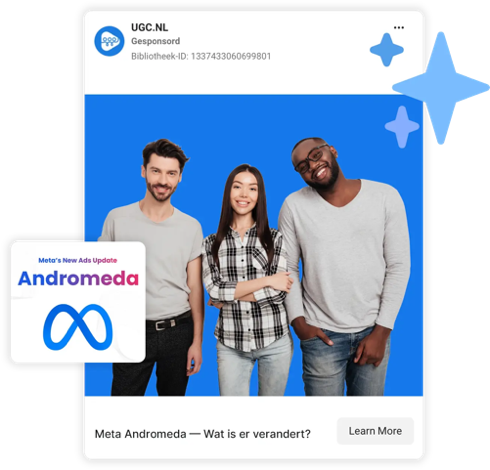 UGC.NL
Gesponsord
Bibliotheek-ID: 1337433060699801
Meta's New Ads Update
Andromeda
Meta Andromeda — Wat is er verandert?
Learn More